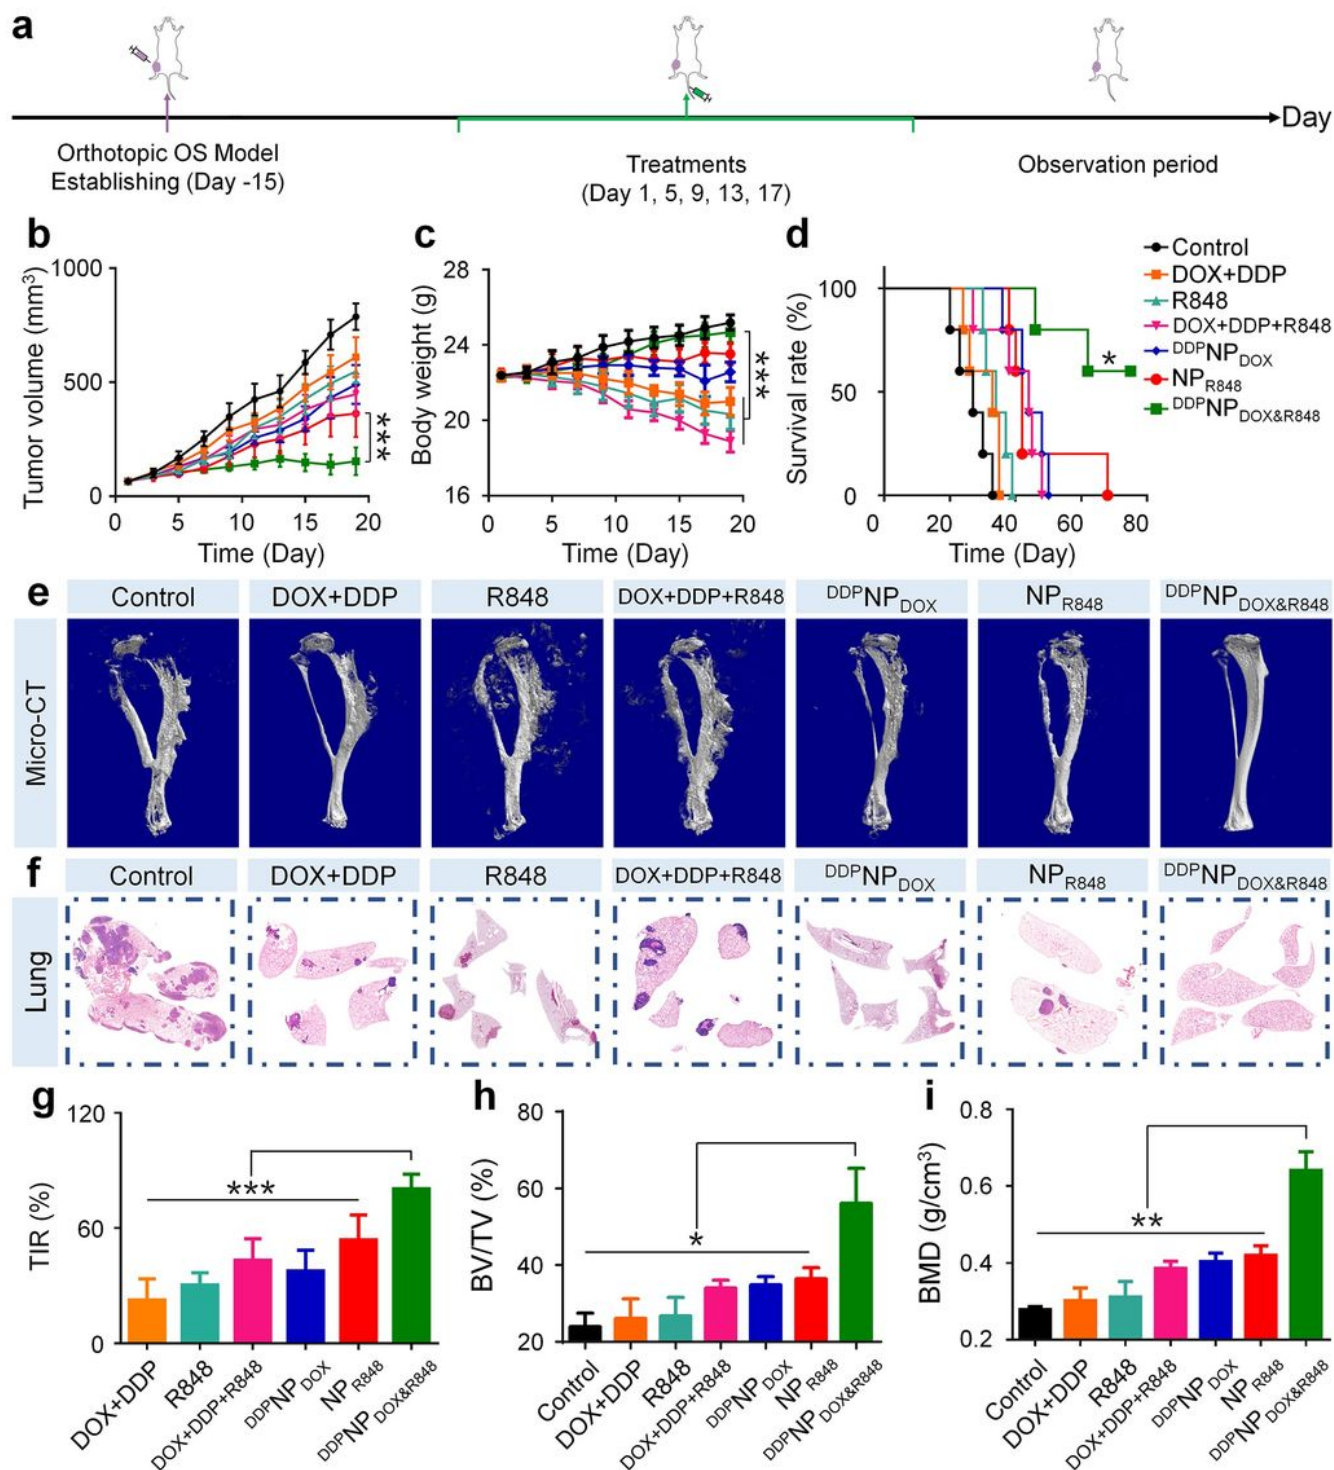 a
Day
Orthotopic OS Model
Establishing (Day -15)
Treatments
(Day 1, 5, 9, 13, 17)
Observation period
b
Tumor volume (mm³)
1000
500
0
0 5 10 15 20
Time (Day)
***
c
Body weight (g)
28
24
20
16
0 5 10 15 20
Time (Day)
***
d
Survival rate (%)
100
50
0
0 20 40 60 80
Time (Day)
*
Control
DOX+DDP
R848
DOX+DDP+R848
DDPNPDOX
NPR848
DDPNPDOX&R848
e
Control DOX+DDP R848 DOX+DDP+R848 DDPNPDOX NPR848 DDPNPDOX&R848
Micro-CT
f
Control DOX+DDP R848 DOX+DDP+R848 DDPNPDOX NPR848 DDPNPDOX&R848
Lung
g
TIR (%)
120
60
0
***
DOX+DDP
R848
DOX+DDP+R848
DDPNPDOX
NPR848
DDPNPDOX&R848
h
BV/TV (%)
80
60
40
20
*
Control
DOX+DDP
R848
DOX+DDP+R848
DDPNPDOX
NPR848
DDPNPDOX&R848
i
BMD (g/cm³)
0.8
0.6
0.4
0.2
**
Control
DOX+DDP
R848
DOX+DDP+R848
DDPNPDOX
NPR848
DDPNPDOX&R848